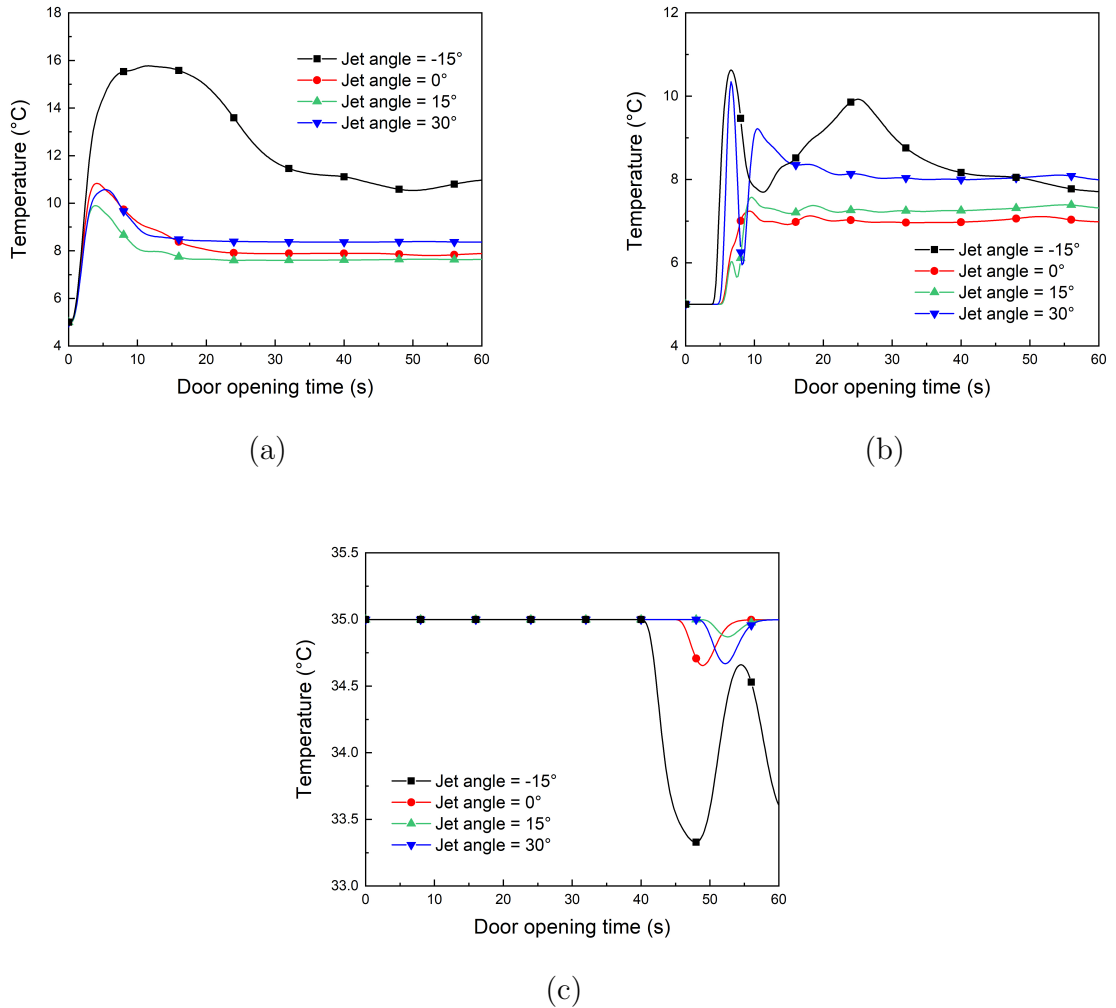 18
16
14
12
10
8
6
4
Temperature (°C)
0 10 20 30 40 50 60
Door opening time (s)
Jet angle = -15°
Jet angle = 0°
Jet angle = 15°
Jet angle = 30°
(a)
12
10
8
6
4
Temperature (°C)
0 10 20 30 40 50 60
Door opening time (s)
Jet angle = -15°
Jet angle = 0°
Jet angle = 15°
Jet angle = 30°
(b)
35.5
35.0
34.5
34.0
33.5
33.0
Temperature (°C)
0 10 20 30 40 50 60
Door opening time (s)
Jet angle = -15°
Jet angle = 0°
Jet angle = 15°
Jet angle = 30°
(c)